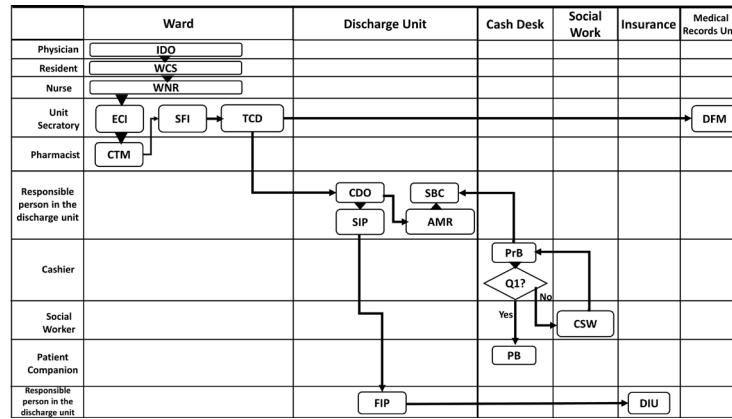 Ward
Discharge Unit
Cash Desk
Social
Work
Insurance
Medical
Records Un
Physician
IDO
Resident
WCS
Nurse
WNR
Unit
Secratory
ECI
SFI
TCD
DFM
Pharmacist
CTM
Responsible
person in the
discharge unit
CDO
SBC
SIP
AMR
Cashier
PrB
Q1?
No
Yes
Social
Worker
CSW
Patient
Companion
PB
Responsible
person in the
discharge unit
FIP
DIU